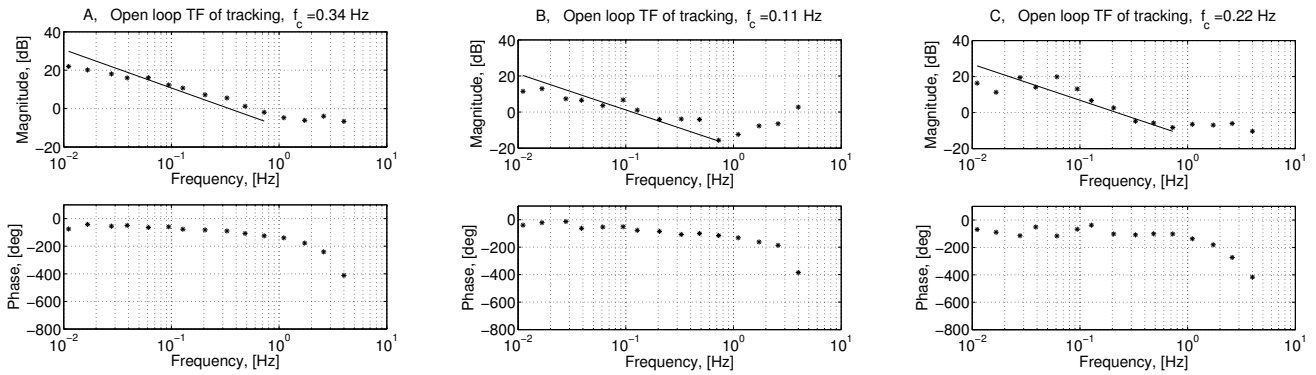 A, Open loop TF of tracking, f_c=0.34 Hz
Magnitude, [dB]
40
20
0
−20
10^−2 10^−1 10^0 10^1
Frequency, [Hz]
Phase, [deg]
0
−200
−400
−600
−800
10^−2 10^−1 10^0 10^1
Frequency, [Hz]
B, Open loop TF of tracking, f_c=0.11 Hz
Magnitude, [dB]
40
20
0
−20
10^−2 10^−1 10^0 10^1
Frequency, [Hz]
Phase, [deg]
0
−200
−400
−600
−800
10^−2 10^−1 10^0 10^1
Frequency, [Hz]
C, Open loop TF of tracking, f_c=0.22 Hz
Magnitude, [dB]
40
20
0
−20
10^−2 10^−1 10^0 10^1
Frequency, [Hz]
Phase, [deg]
0
−200
−400
−600
−800
10^−2 10^−1 10^0 10^1
Frequency, [Hz]